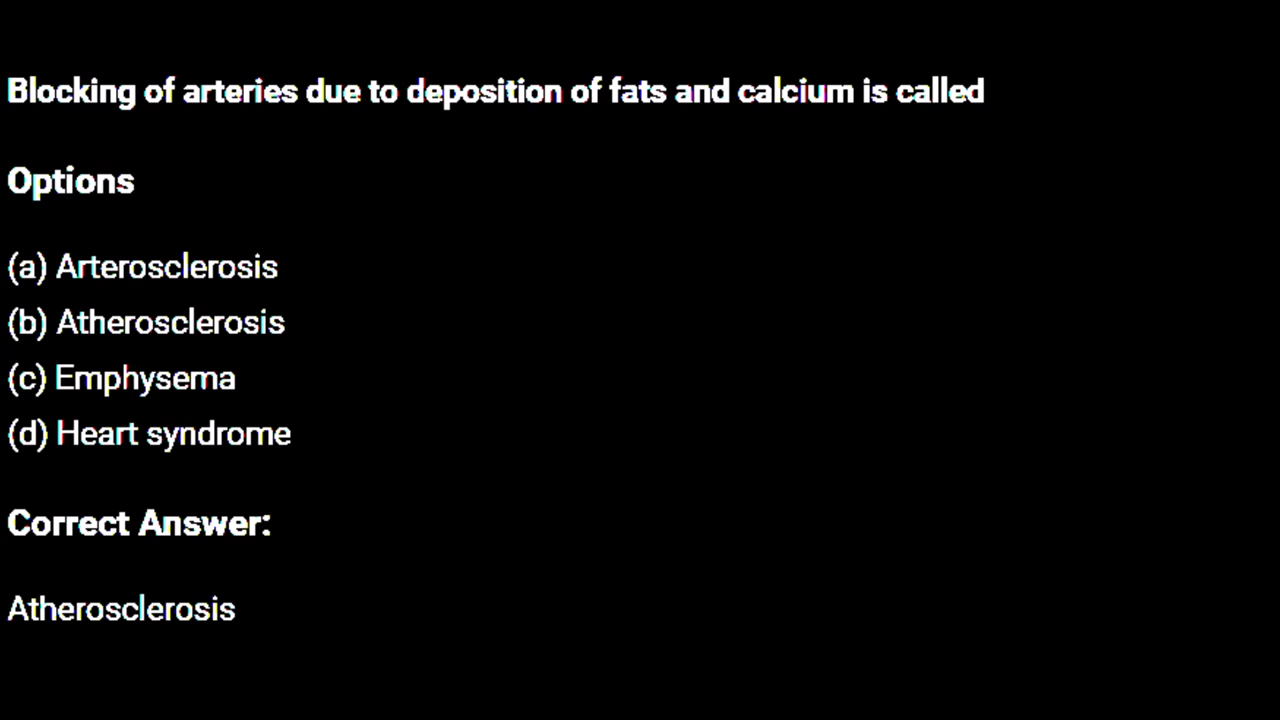 Blocking of arteries due to deposition of fats and calcium is called
Options
(a) Arterosclerosis
(b) Atherosclerosis
(c) Emphysema
(d) Heart syndrome
Correct Answer:
Atherosclerosis